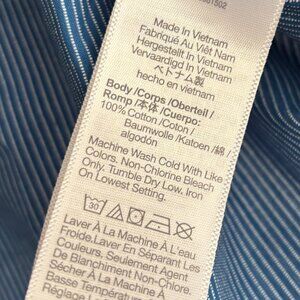 Made in Vietnam
Fabriqué Au Viêt Nam
Hergestellt In Vietnam
Vervaardigd In Vietnam
ベトナム製
hecho en vietnam
Body /Corps /Oberteil /
Romp /本体 /Cuerpo:
100% Cotton /Coton /
Baumwolle /Katoen /綿 /
algodón
Machine Wash Cold With Like
Colors. Non-Chlorine Bleach
Only. Tumble Dry Low. Iron
On Lowest Setting.
30
Laver À La Machine À L'eau
Froide.Laver En Séparant Les
Couleurs. Seulement Agent
De Blanchiment Non-Chloré.
Sécher À La Machine À
Basse Température
Réglage